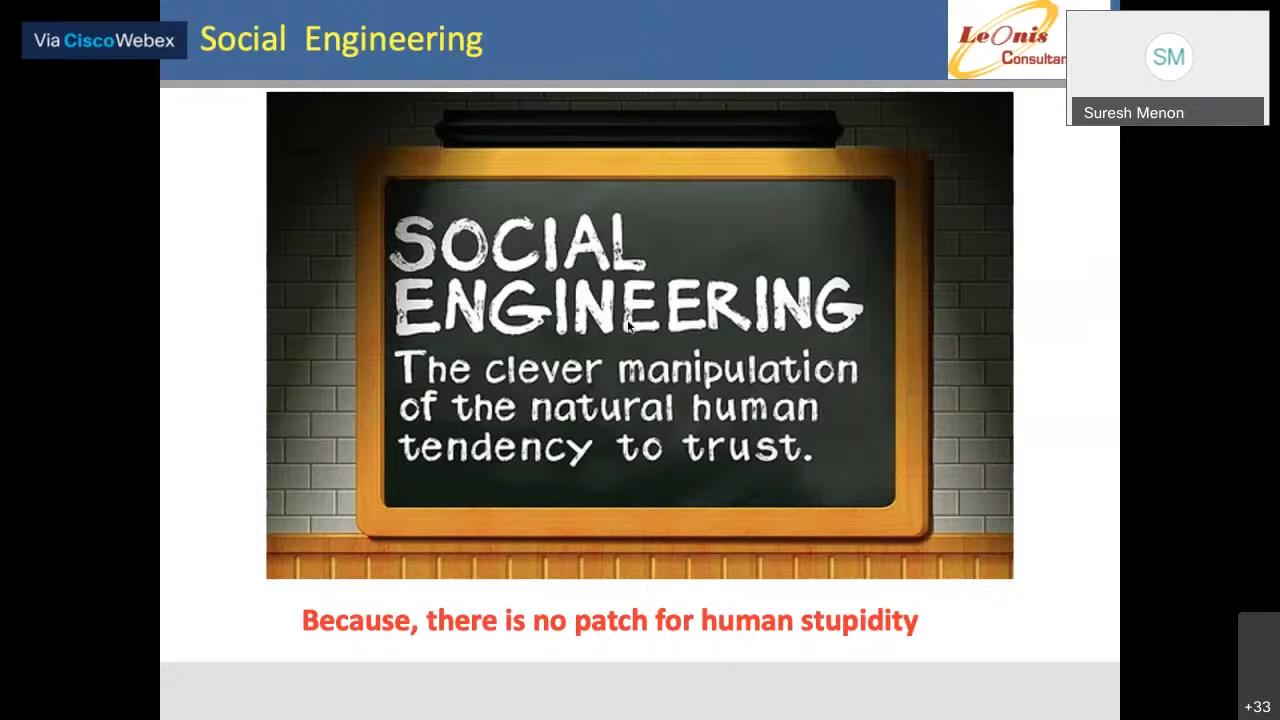 Via CiscoWebex
Social Engineering
LeOnis
SM
Suresh Menon
SOCIAL
ENGINEERING
The clever manipulation
of the natural human
tendency to trust.
Because, there is no patch for human stupidity
+33